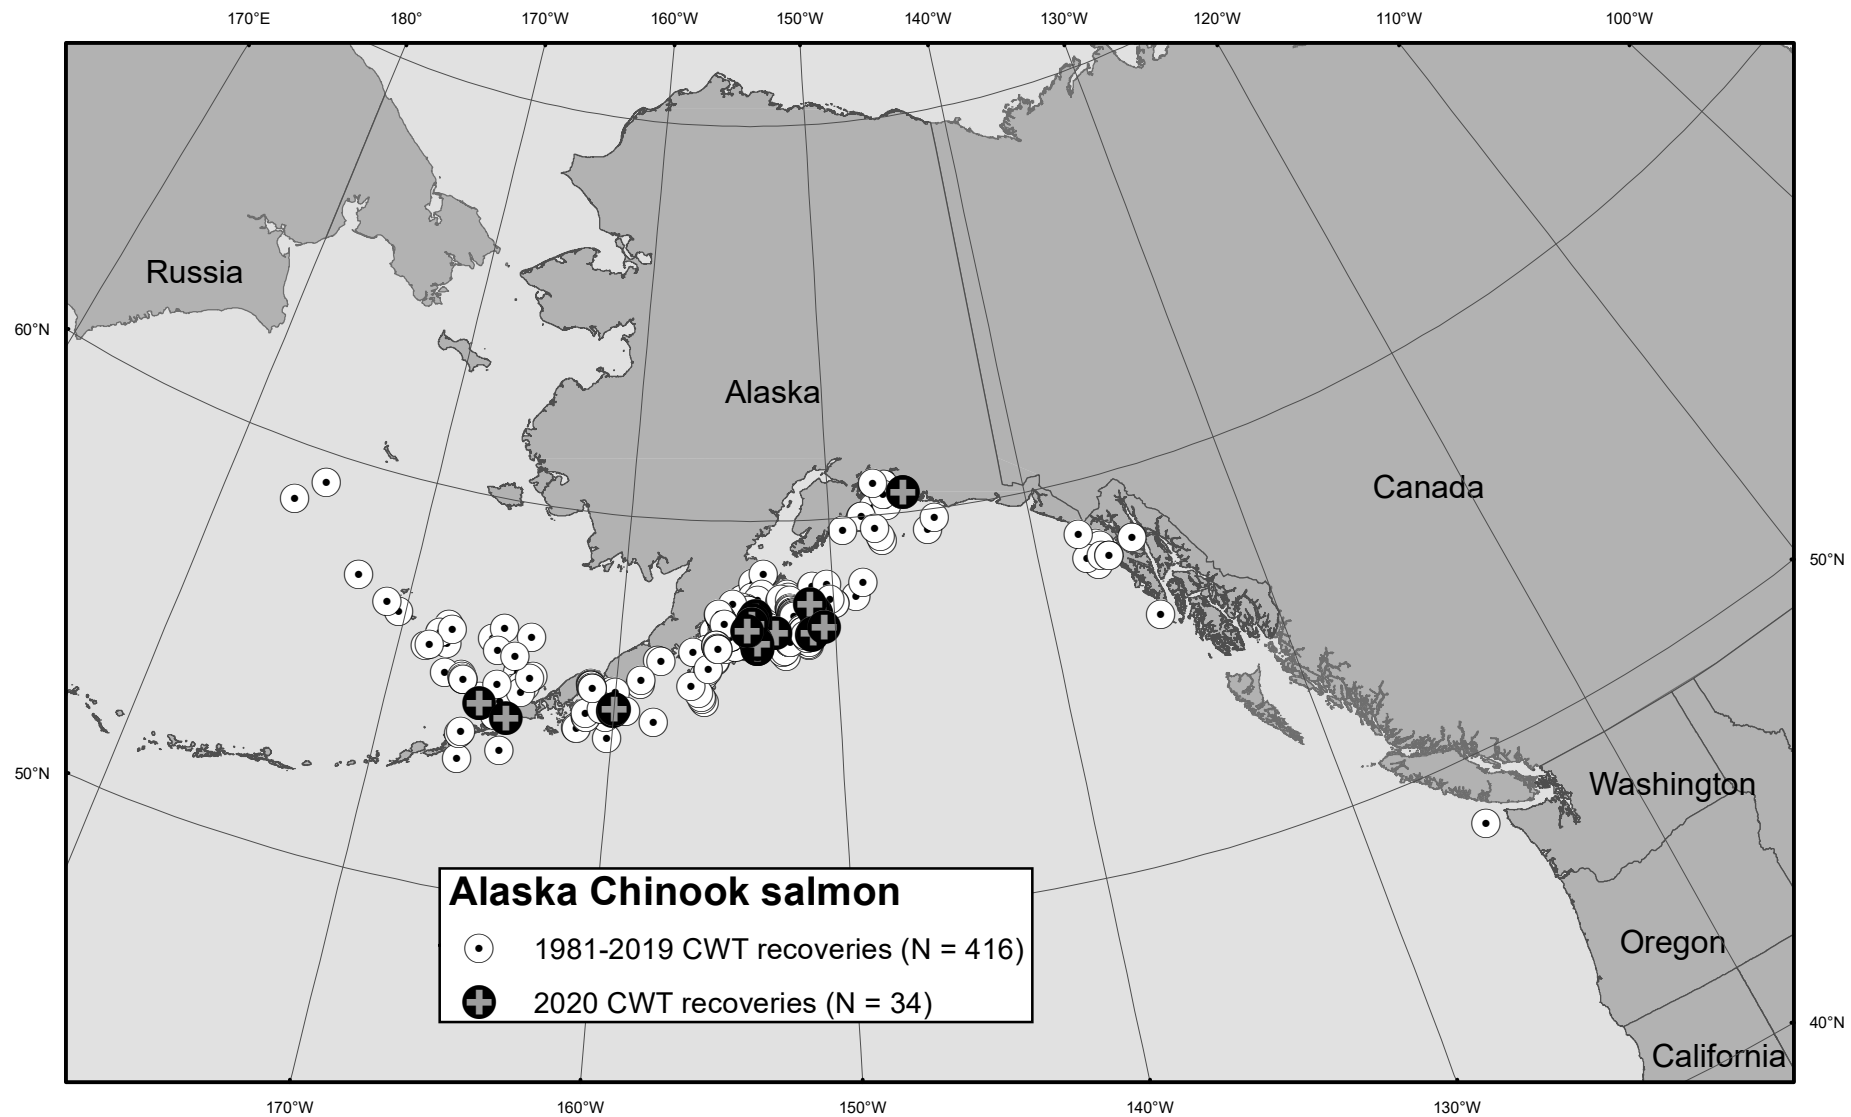 170°E 180° 170°W 160°W 150°W 140°W 130°W 120°W 110°W 100°W
Russia
60°N
Alaska
Canada
50°N
50°N
Washington
Alaska Chinook salmon
1981-2019 CWT recoveries (N = 416)
Oregon
2020 CWT recoveries (N = 34)
40°N
California
170°W 160°W 150°W 140°W 130°W